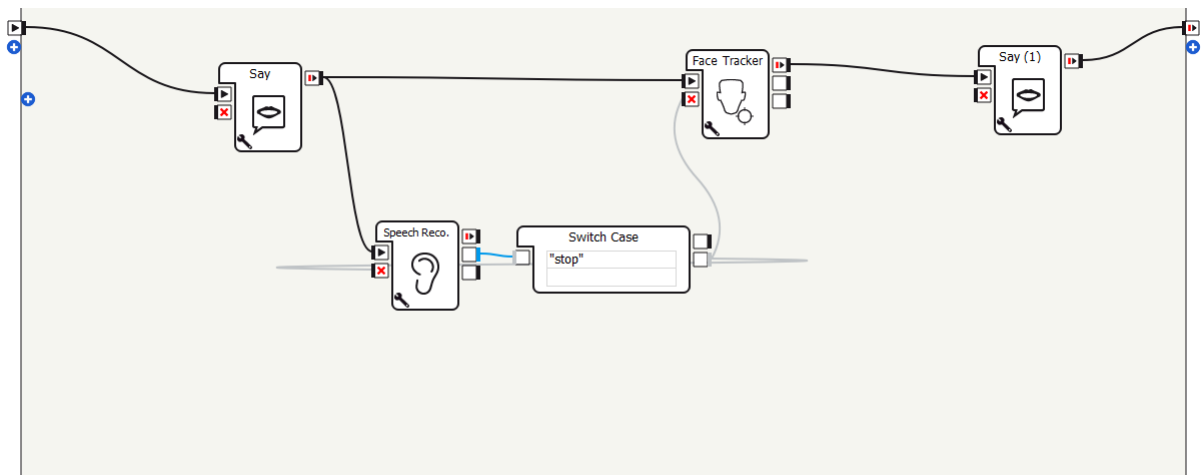 Say
Face Tracker
Say (1)
Speech Reco.
Switch Case
"stop"